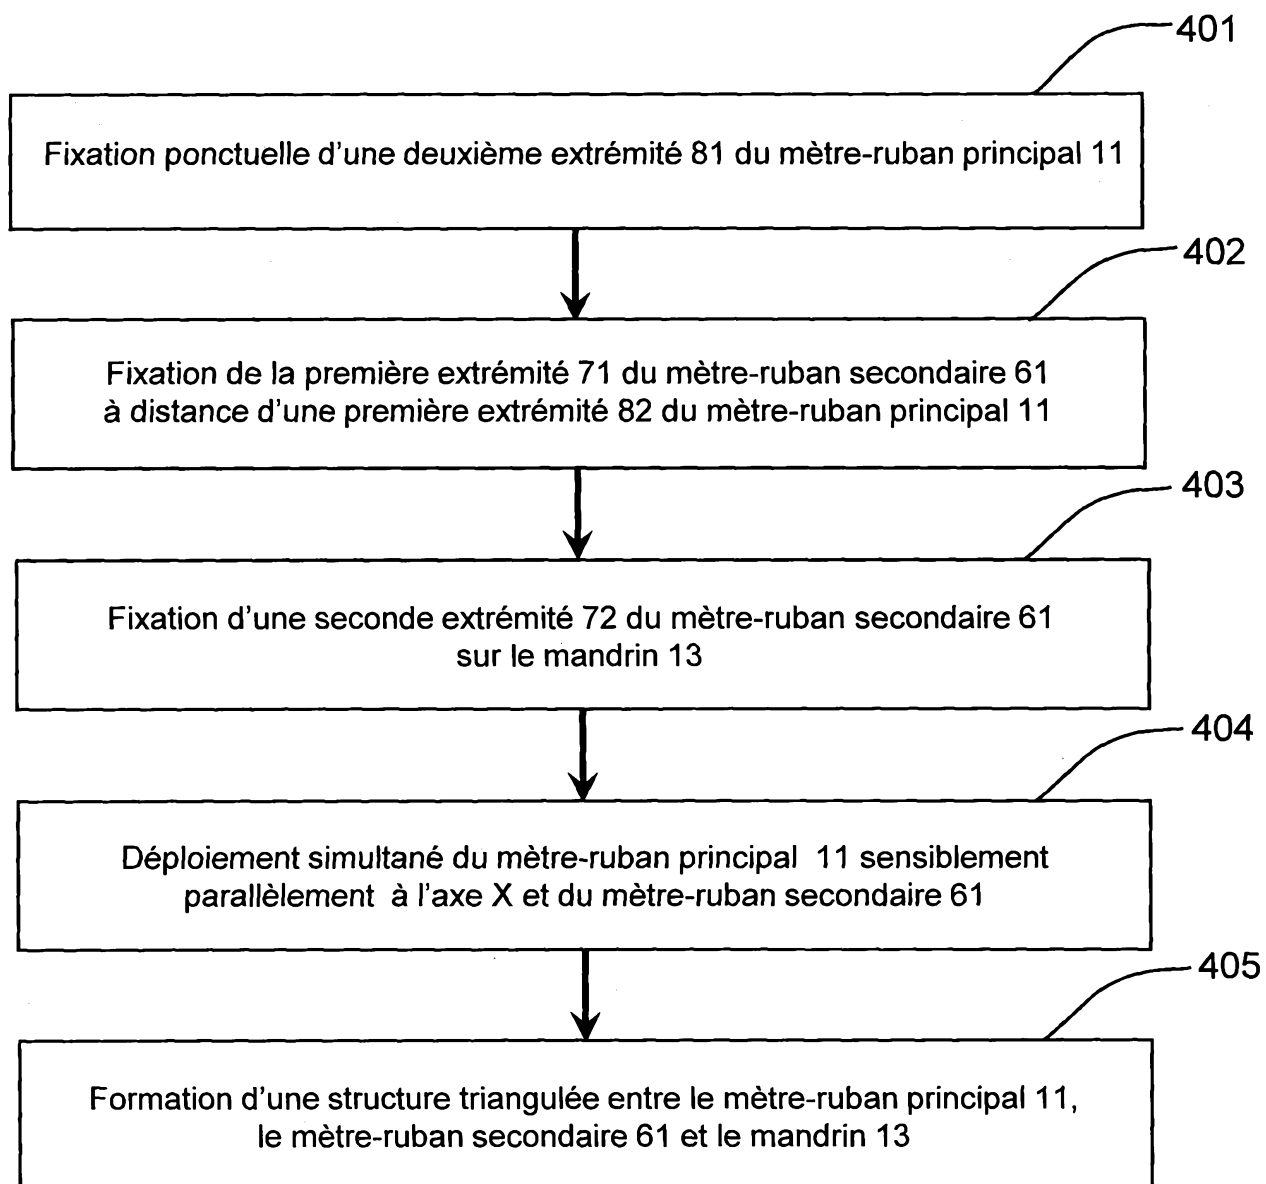 401
Fixation ponctuelle d'une deuxième extrémité 81 du mètre-ruban principal 11
402
Fixation de la première extrémité 71 du mètre-ruban secondaire 61
à distance d'une première extrémité 82 du mètre-ruban principal 11
403
Fixation d'une seconde extrémité 72 du mètre-ruban secondaire 61
sur le mandrin 13
404
Déploiement simultané du mètre-ruban principal 11 sensiblement
parallèlement à l'axe X et du mètre-ruban secondaire 61
405
Formation d'une structure triangulée entre le mètre-ruban principal 11,
le mètre-ruban secondaire 61 et le mandrin 13